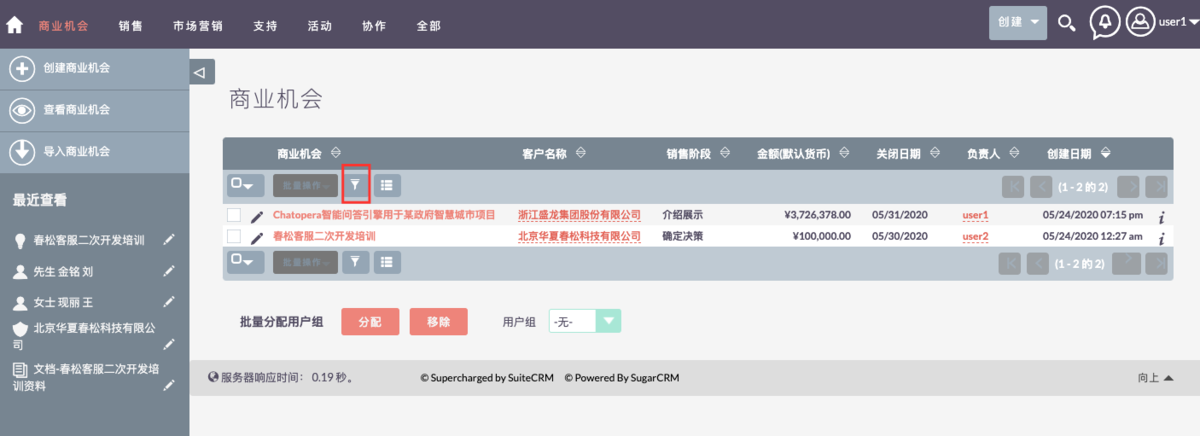 商业机会 销售 市场营销 支持 活动 协作 全部 创建 user1
创建商业机会
查看商业机会
导入商业机会
最近查看
春松客服二次开发培训
先生 金铭 刘
女士 现丽 王
北京华夏春松科技有限公
司
文档-春松客服二次开发培
训资料
商业机会
商业机会 客户名称 销售阶段 金额(默认货币) 关闭日期 负责人 创建日期
批量操作 (1 - 2 的 2)
Chatopera智能问答引擎用于某政府智慧城市项目 浙江盛龙集团股份有限公司 介绍展示 ¥3,726,378.00 05/31/2020 user1 05/24/2020 07:15 pm
春松客服二次开发培训 北京华夏春松科技有限公司 确定决策 ¥100,000.00 05/30/2020 user2 05/24/2020 12:27 am
批量操作 (1 - 2 的 2)
批量分配用户组 分配 移除 用户组 -无-
服务器响应时间： 0.19 秒。 © Supercharged by SuiteCRM © Powered By SugarCRM 向上